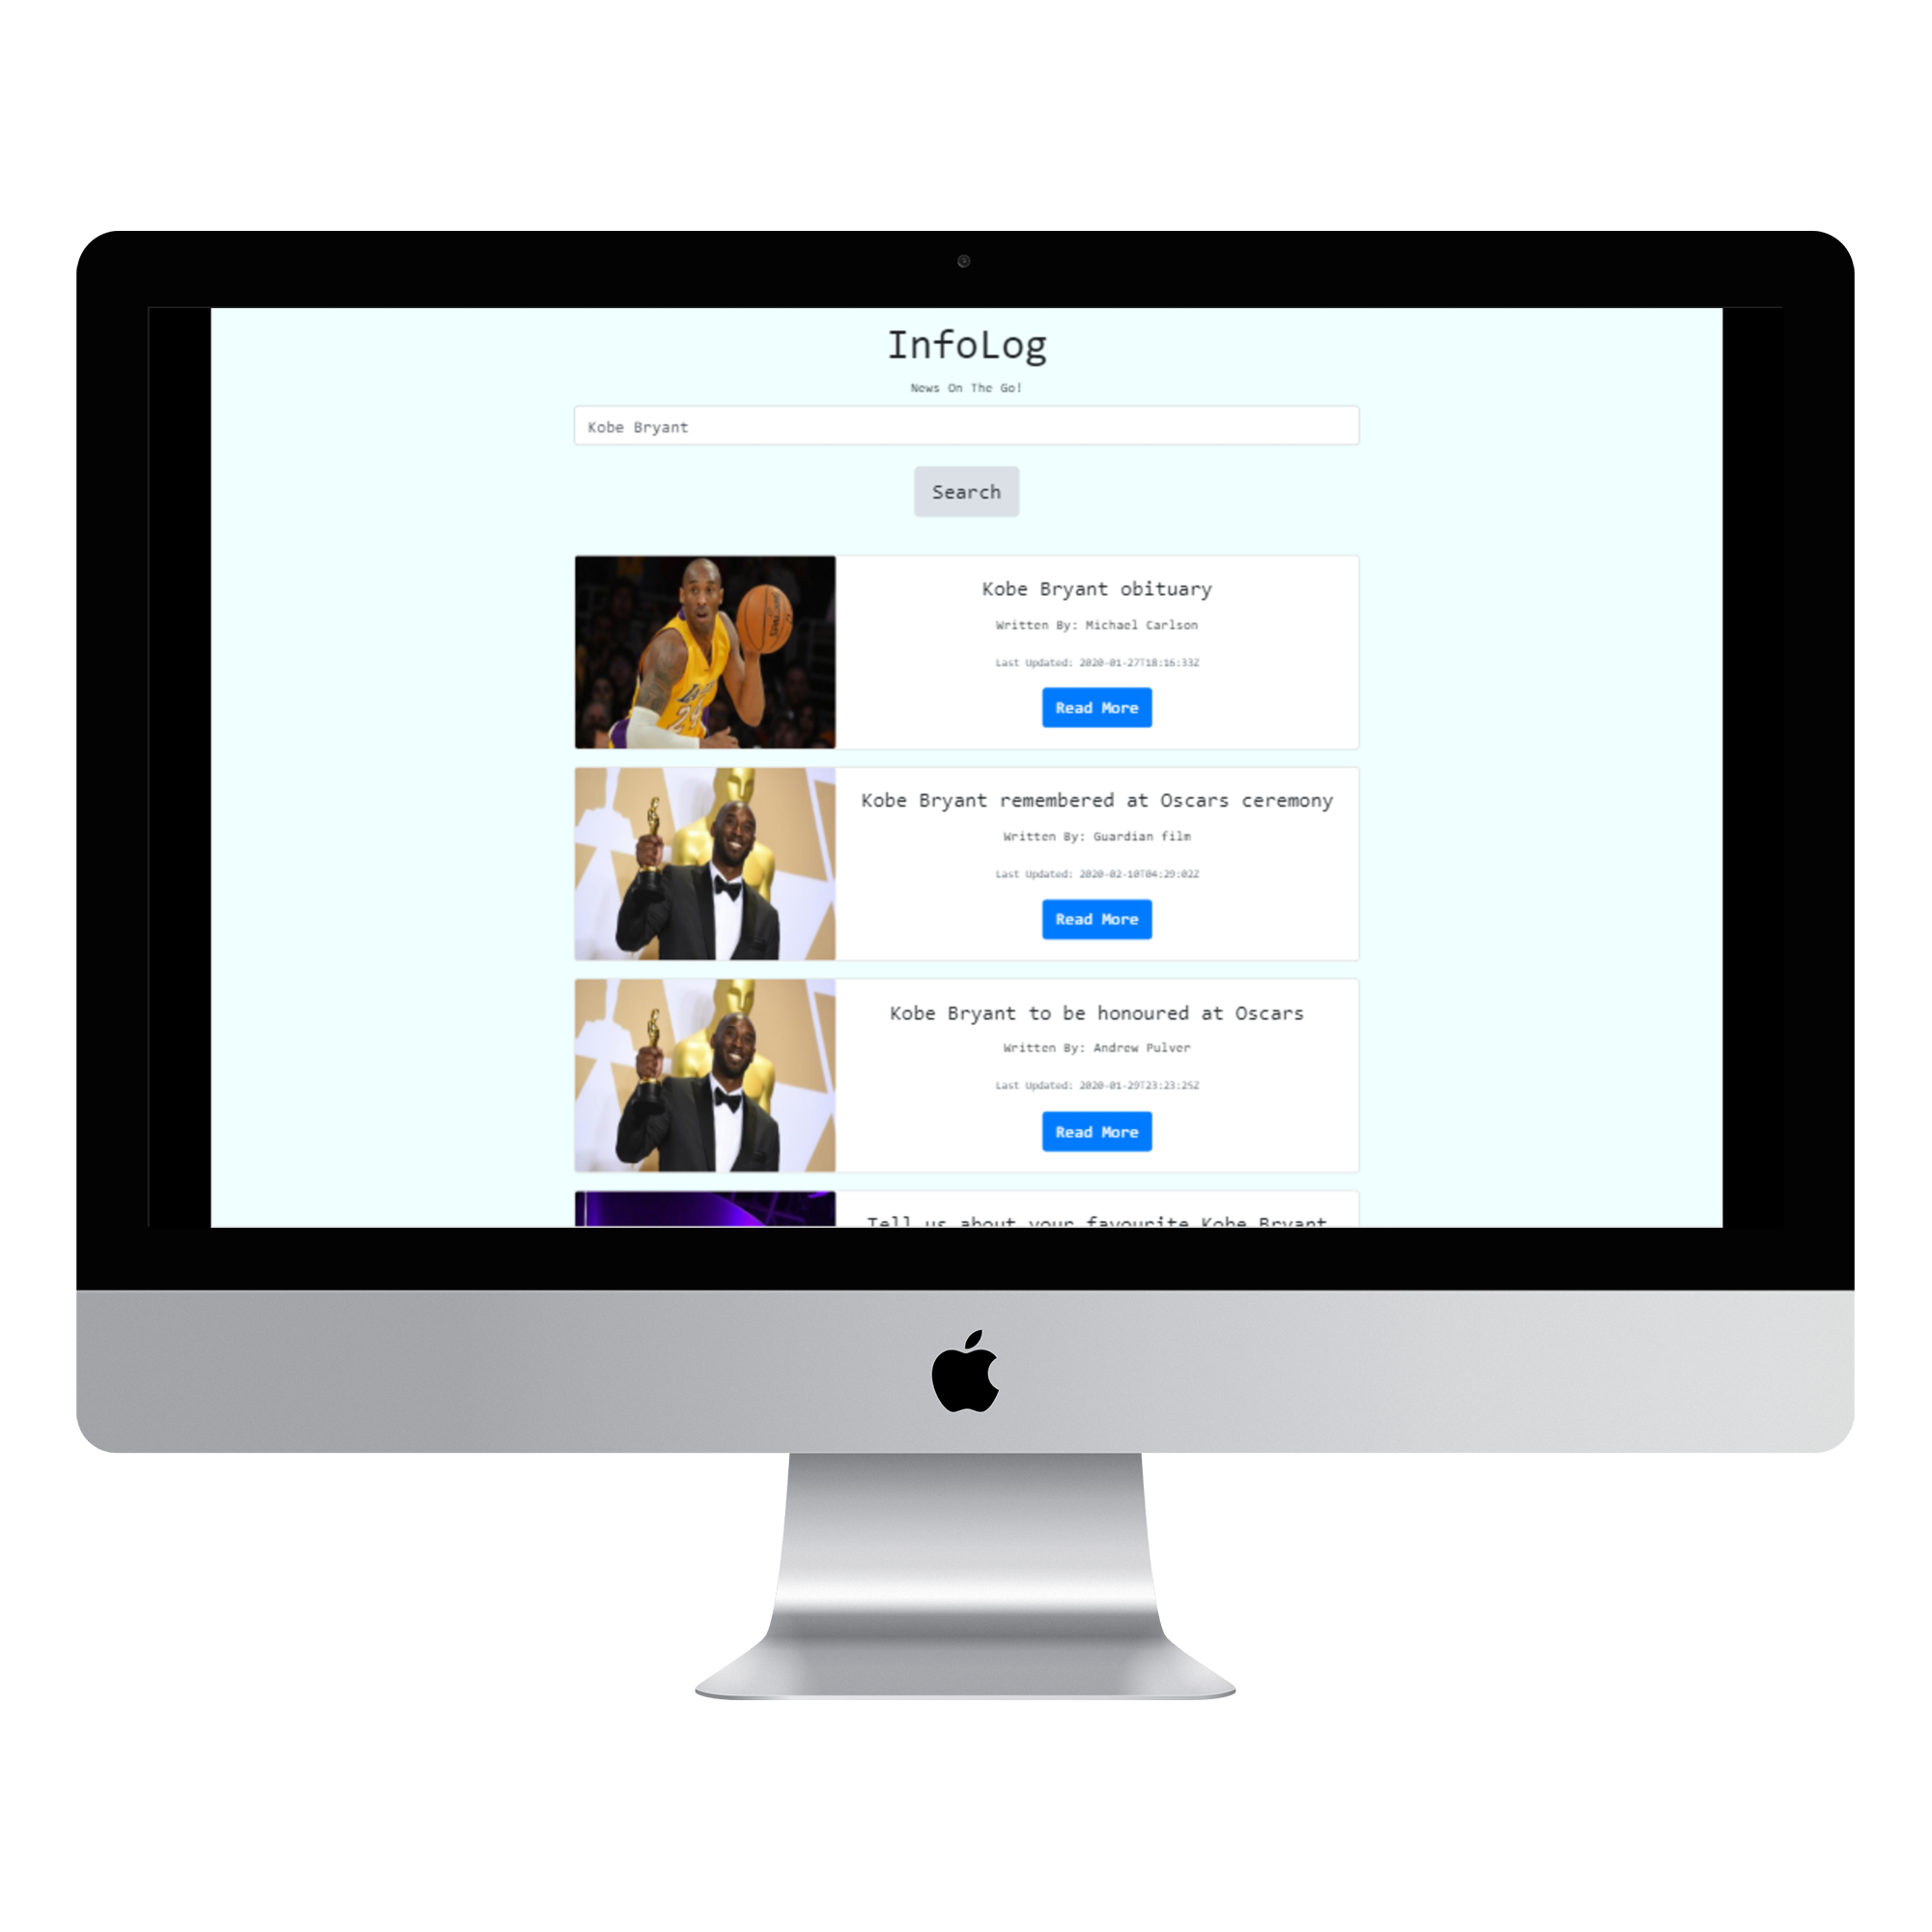 InfoLog
News On The Go!
Kobe Bryant
Search
Kobe Bryant obituary
Written By: Michael Carlson
Last Updated: 2020-01-27T18:16:33Z
Read More
Kobe Bryant remembered at Oscars ceremony
Written By: Guardian film
Last Updated: 2020-02-10T04:29:02Z
Read More
Kobe Bryant to be honoured at Oscars
Written By: Andrew Pulver
Last Updated: 2020-01-29T23:23:25Z
Read More
Tell us about your favourite Kobe Bryant
24